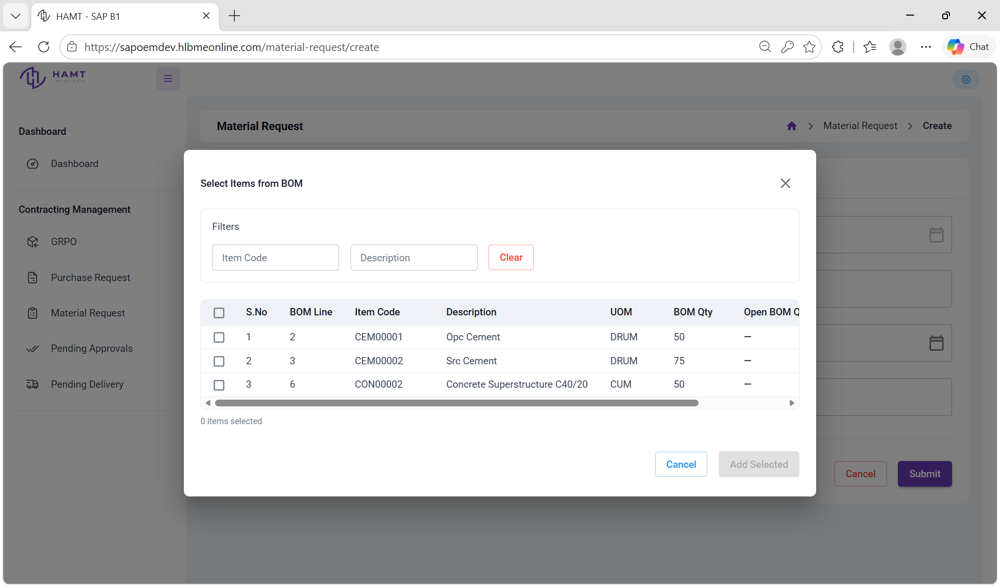 HAMT - SAP B1
https://sapoemdev.hlbmeonline.com/material-request/create
Chat
HAMT
INFOTECH
Material Request
Material Request
Create
Dashboard
Dashboard
Contracting Management
GRPO
Purchase Request
Material Request
Pending Approvals
Pending Delivery
Select Items from BOM
Filters
Item Code
Description
Clear
S.No BOM Line Item Code Description UOM BOM Qty Open BOM Q
1 2 CEM00001 Opc Cement DRUM 50 —
2 3 CEM00002 Src Cement DRUM 75 —
3 6 CON00002 Concrete Superstructure C40/20 CUM 50 —
0 items selected
Cancel
Add Selected
Cancel
Submit